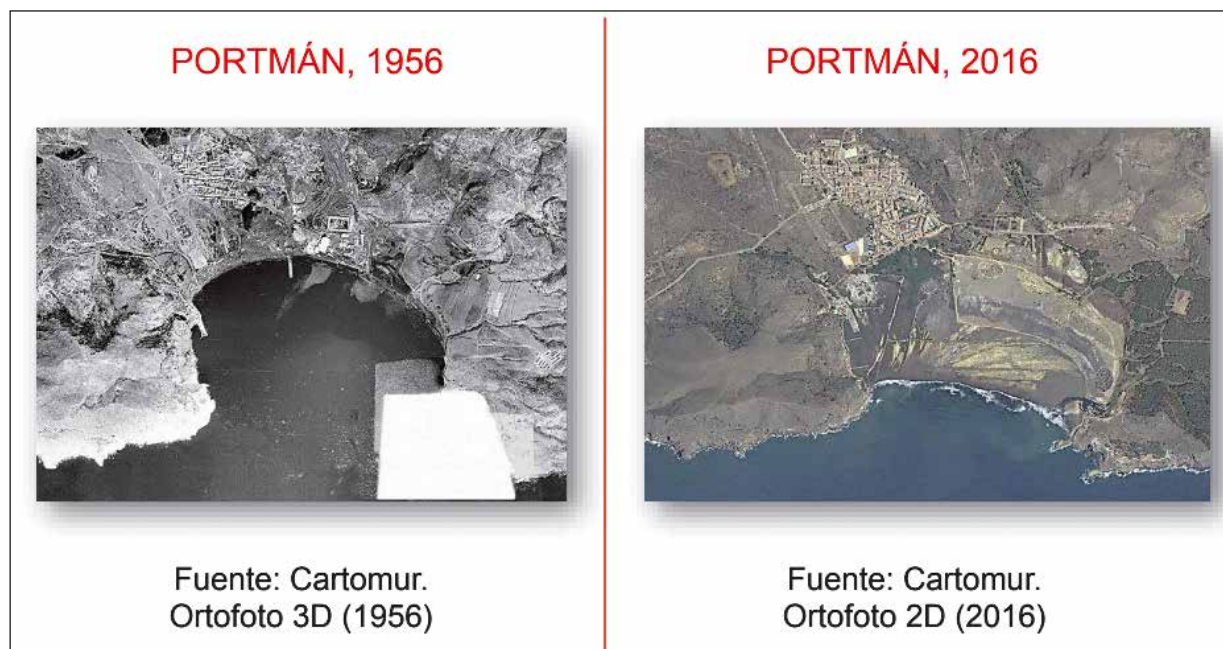 PORTMÁN, 1956
Fuente: Cartomur.
Ortofoto 3D (1956)
PORTMÁN, 2016
Fuente: Cartomur.
Ortofoto 2D (2016)